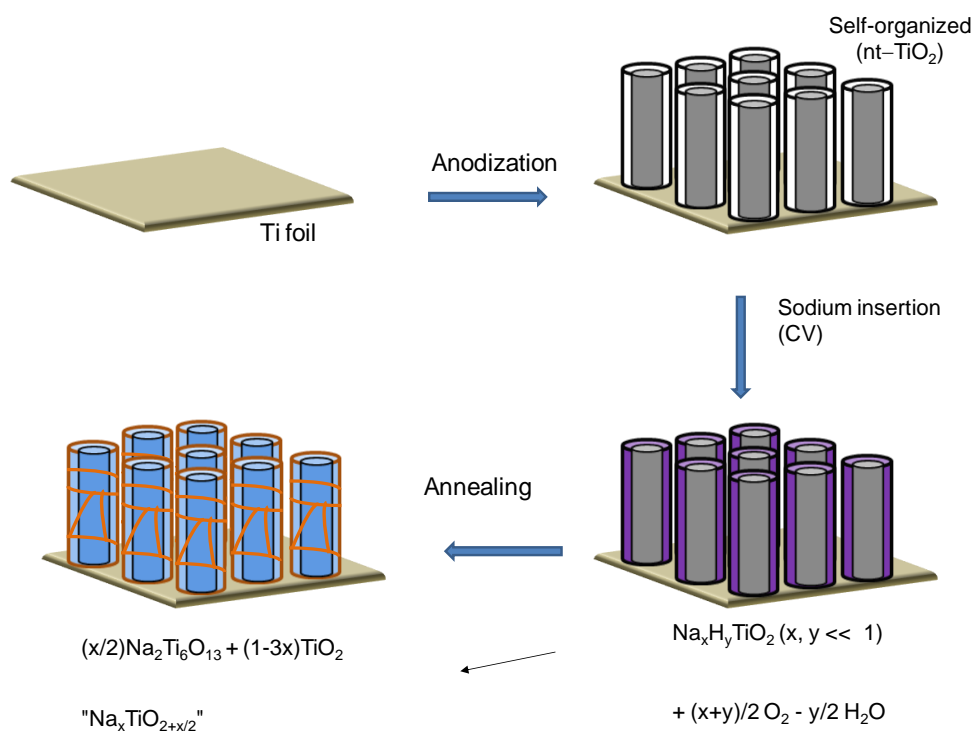 Self-organized
(nt–TiO₂)
Anodization
Ti foil
Sodium insertion
(CV)
Annealing
NaₓHᵧTiO₂ (x, y << 1)
(x/2)Na₂Ti₆O₁₃ + (1-3x)TiO₂
"NaₓTiO₂₊ₓ/₂"
+ (x+y)/2 O₂ - y/2 H₂O